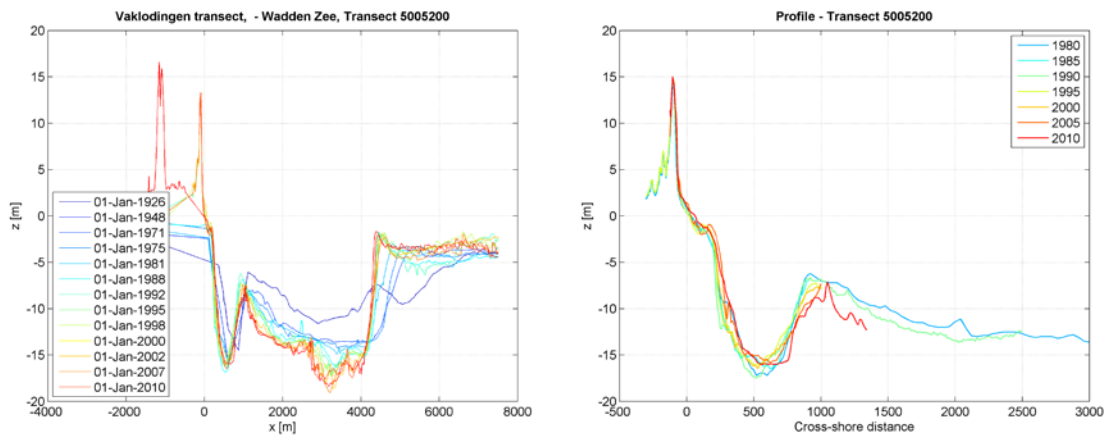 Vaklodingen transect,  - Wadden Zee, Transect 5005200
20
15
10
5
0
-5
-10
-15
-20
z [m]
01-Jan-1926
01-Jan-1948
01-Jan-1971
01-Jan-1975
01-Jan-1981
01-Jan-1988
01-Jan-1992
01-Jan-1995
01-Jan-1998
01-Jan-2000
01-Jan-2002
01-Jan-2007
01-Jan-2010
-4000 -2000 0 2000 4000 6000 8000
x [m]
Profile - Transect 5005200
20
15
10
5
0
-5
-10
-15
-20
z [m]
1980
1985
1990
1995
2000
2005
2010
-500 0 500 1000 1500 2000 2500 3000
Cross-shore distance